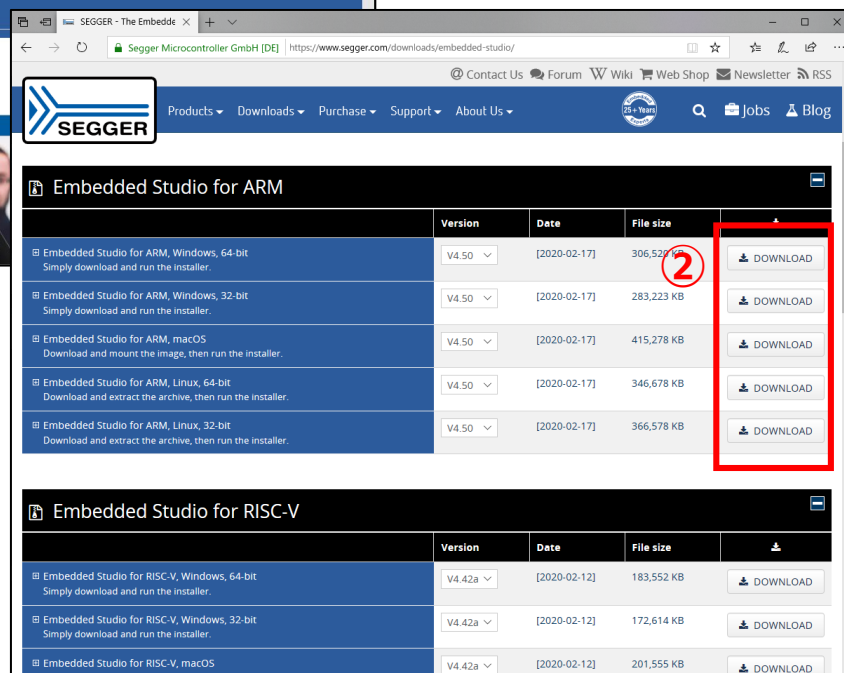 SEGGER - The Embedde
Segger Microcontroller GmbH [DE] https://www.segger.com/downloads/embedded-studio/
@ Contact Us Forum W Wiki Web Shop Newsletter RSS
SEGGER Products Downloads Purchase Support About Us 25+ Years Jobs Blog
Embedded Studio for ARM
Version Date File size
Embedded Studio for ARM, Windows, 64-bit V4.50 [2020-02-17] 306,520 KB DOWNLOAD
Simply download and run the installer.
②
Embedded Studio for ARM, Windows, 32-bit V4.50 [2020-02-17] 283,223 KB DOWNLOAD
Simply download and run the installer.
Embedded Studio for ARM, macOS V4.50 [2020-02-17] 415,278 KB DOWNLOAD
Download and mount the image, then run the installer.
Embedded Studio for ARM, Linux, 64-bit V4.50 [2020-02-17] 346,678 KB DOWNLOAD
Download and extract the archive, then run the installer.
Embedded Studio for ARM, Linux, 32-bit V4.50 [2020-02-17] 366,578 KB DOWNLOAD
Download and extract the archive, then run the installer.
Embedded Studio for RISC-V
Version Date File size
Embedded Studio for RISC-V, Windows, 64-bit V4.42a [2020-02-12] 183,552 KB DOWNLOAD
Simply download and run the installer.
Embedded Studio for RISC-V, Windows, 32-bit V4.42a [2020-02-12] 172,614 KB DOWNLOAD
Simply download and run the installer.
Embedded Studio for RISC-V, macOS V4.42a [2020-02-12] 201,555 KB DOWNLOAD